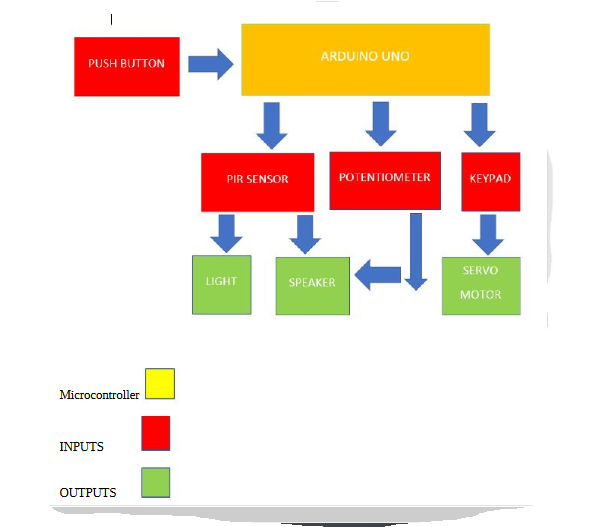 PUSH BUTTON
ARDUINO UNO
PIR SENSOR
POTENTIOMETER
KEYPAD
LIGHT
SPEAKER
SERVO
MOTOR
Microcontroller
INPUTS
OUTPUTS